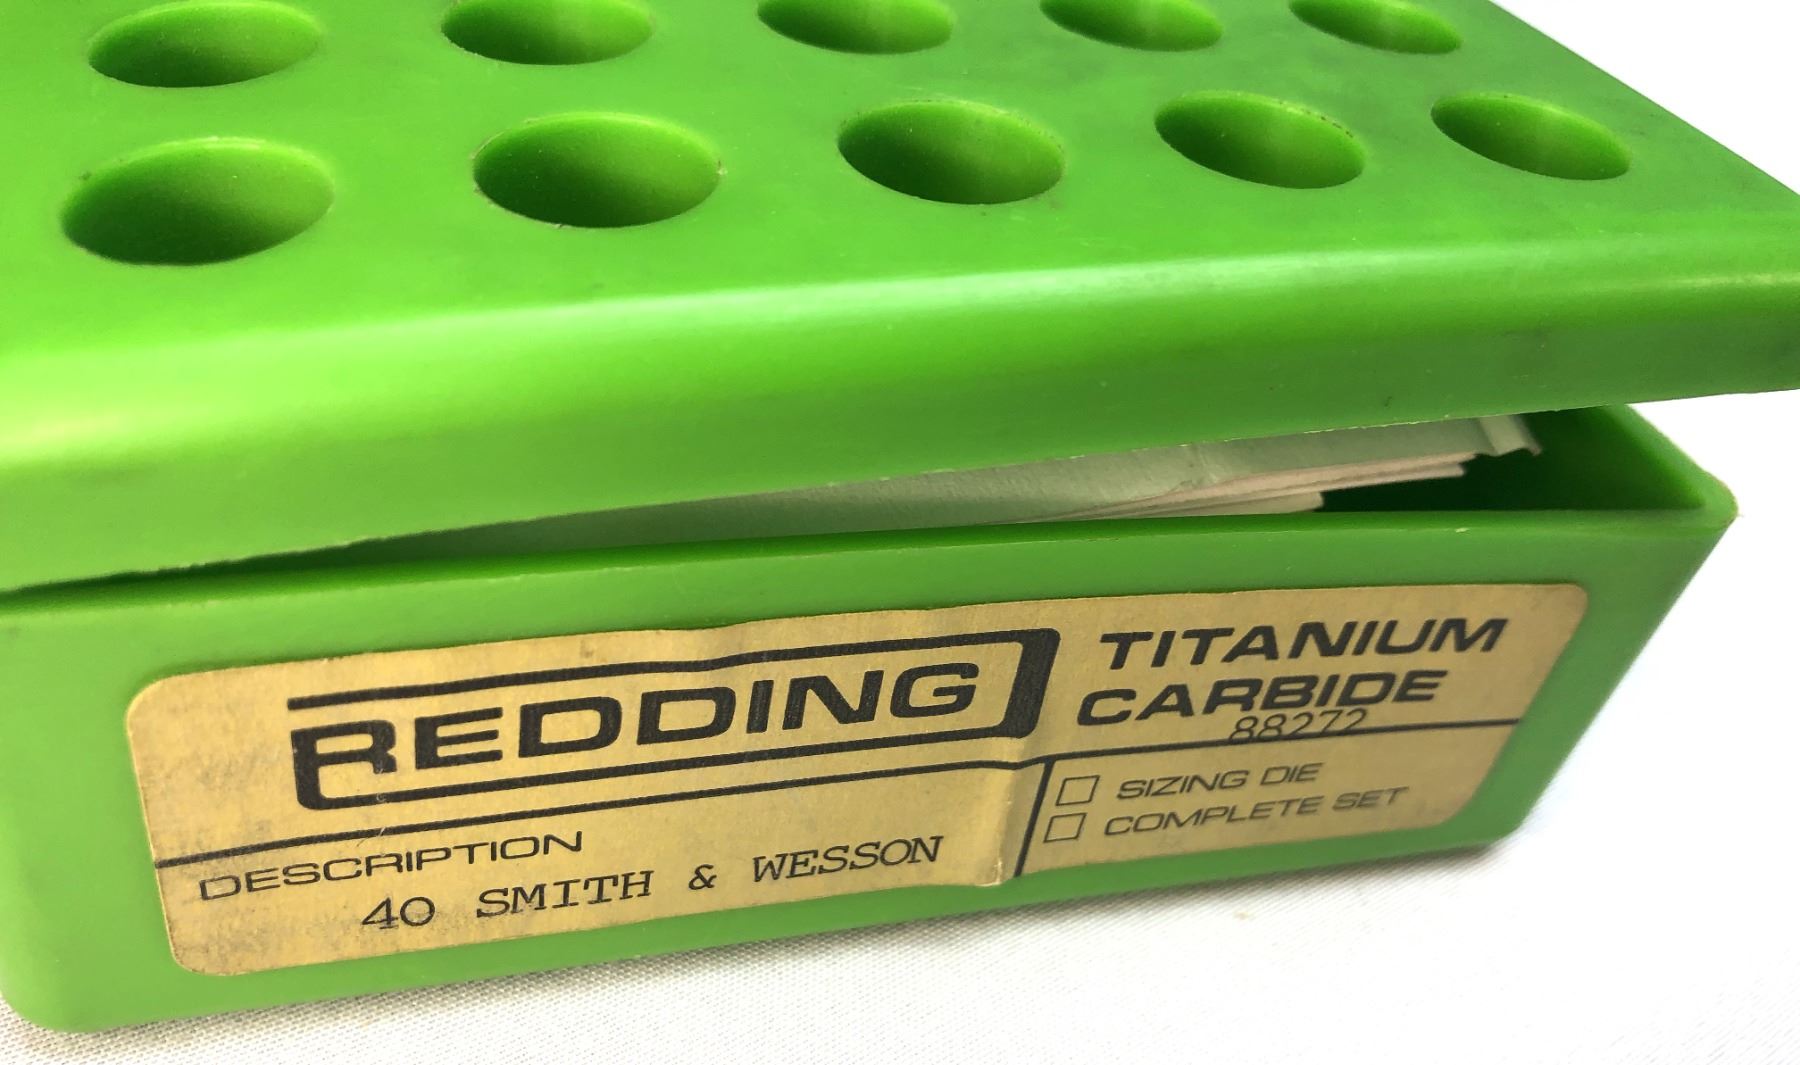 REDDING
TITANIUM
CARBIDE
88272
DESCRIPTION
40 SMITH & WESSON
SIZING DIE
COMPLETE SET